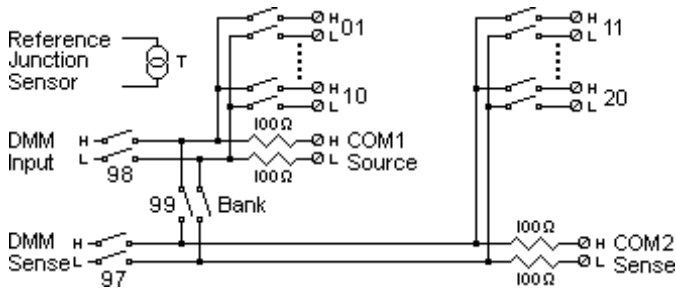 H 01 H 11
L L
Reference
Junction
Sensor
T
H 10 H 20
L L
100Ω
DMM H H COM1
Input L L Source
98 100Ω
99 Bank
100Ω
DMM H H COM2
Sense L L Sense
97 100Ω